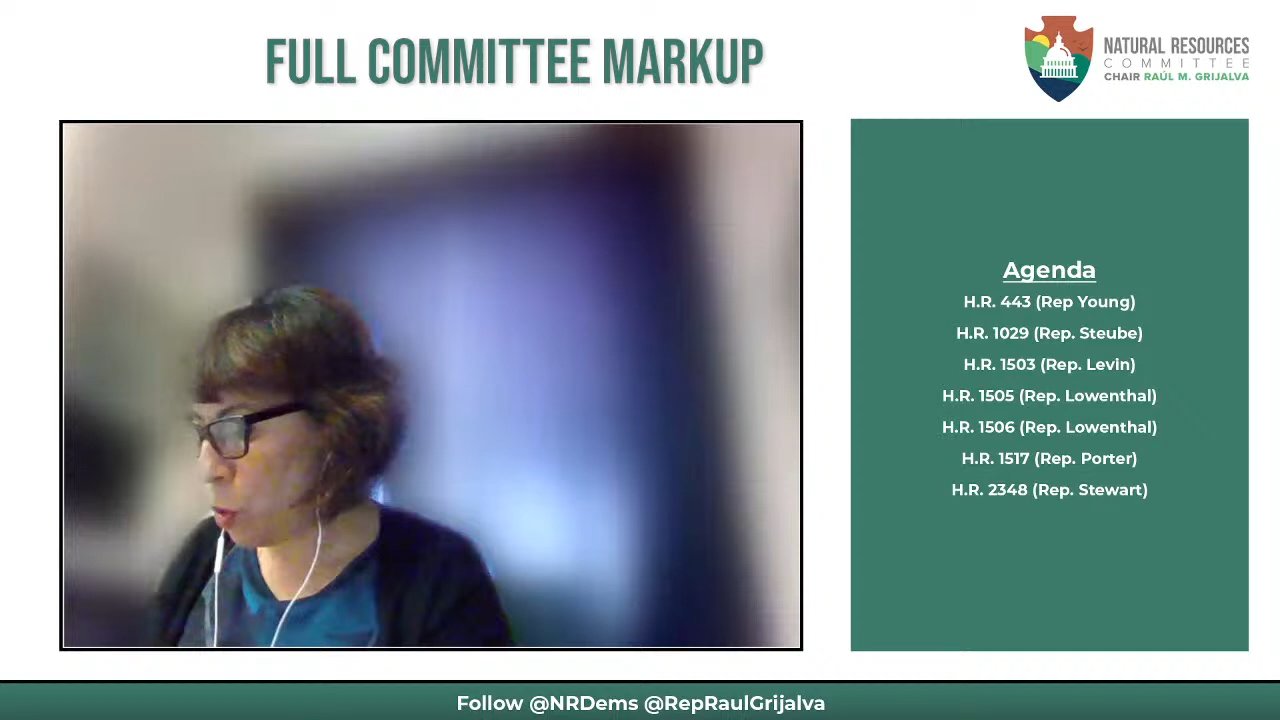 FULL COMMITTEE MARKUP
NATURAL RESOURCES
COMMITTEE
CHAIR RAÚL M. GRIJALVA
Agenda
H.R. 443 (Rep Young)
H.R. 1029 (Rep. Steube)
H.R. 1503 (Rep. Levin)
H.R. 1505 (Rep. Lowenthal)
H.R. 1506 (Rep. Lowenthal)
H.R. 1517 (Rep. Porter)
H.R. 2348 (Rep. Stewart)
Follow @NRDems @RepRaulGrijalva